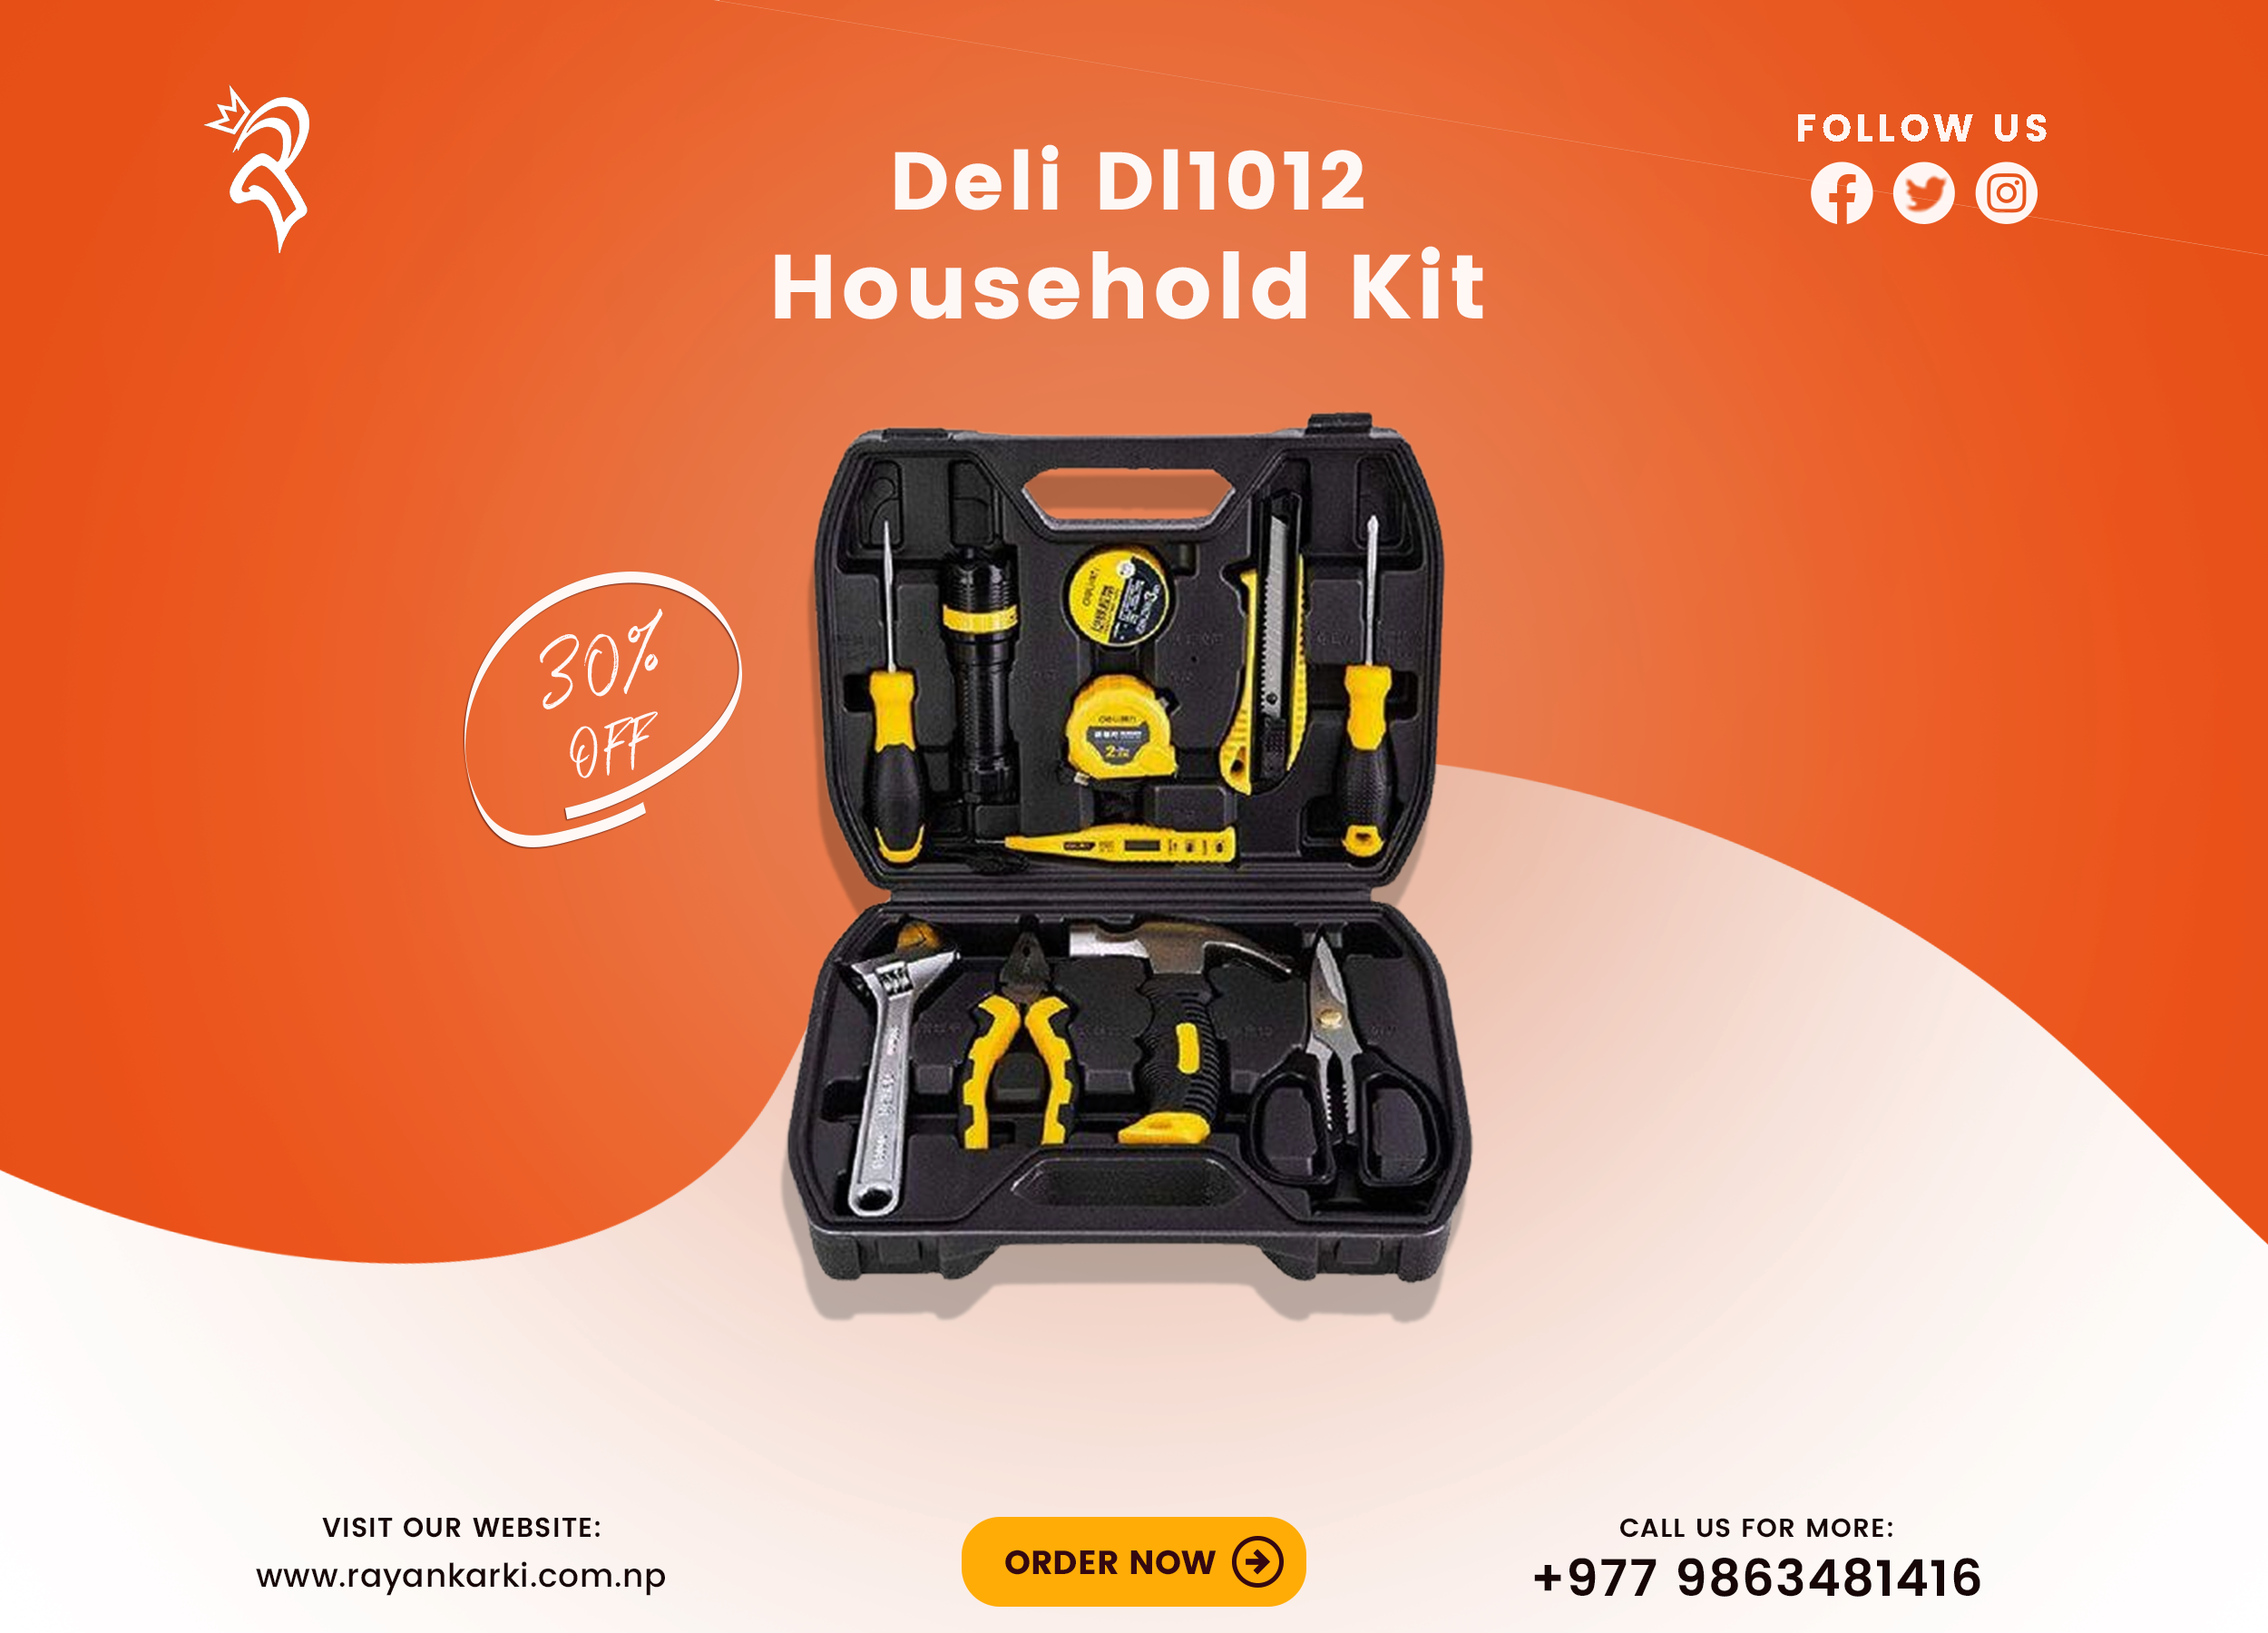 FOLLOW US
Deli Dl1012
Household Kit
30%
OFF
VISIT OUR WEBSITE:
www.rayankarki.com.np
ORDER NOW
CALL US FOR MORE:
+977 9863481416